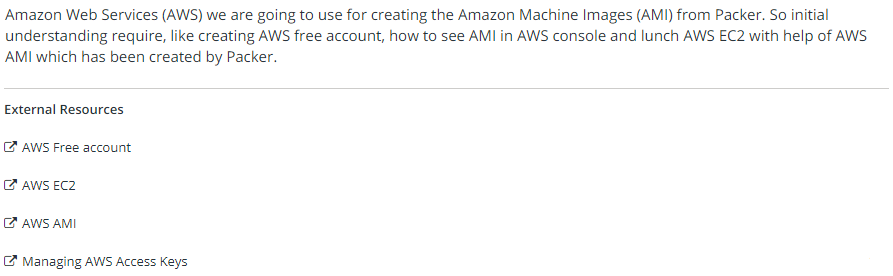 Amazon Web Services (AWS) we are going to use for creating the Amazon Machine Images (AMI) from Packer. So initial
understanding require, like creating AWS free account, how to see AMI in AWS console and lunch AWS EC2 with help of AWS
AMI which has been created by Packer.
External Resources
AWS Free account
AWS EC2
AWS AMI
Managing AWS Access Keys